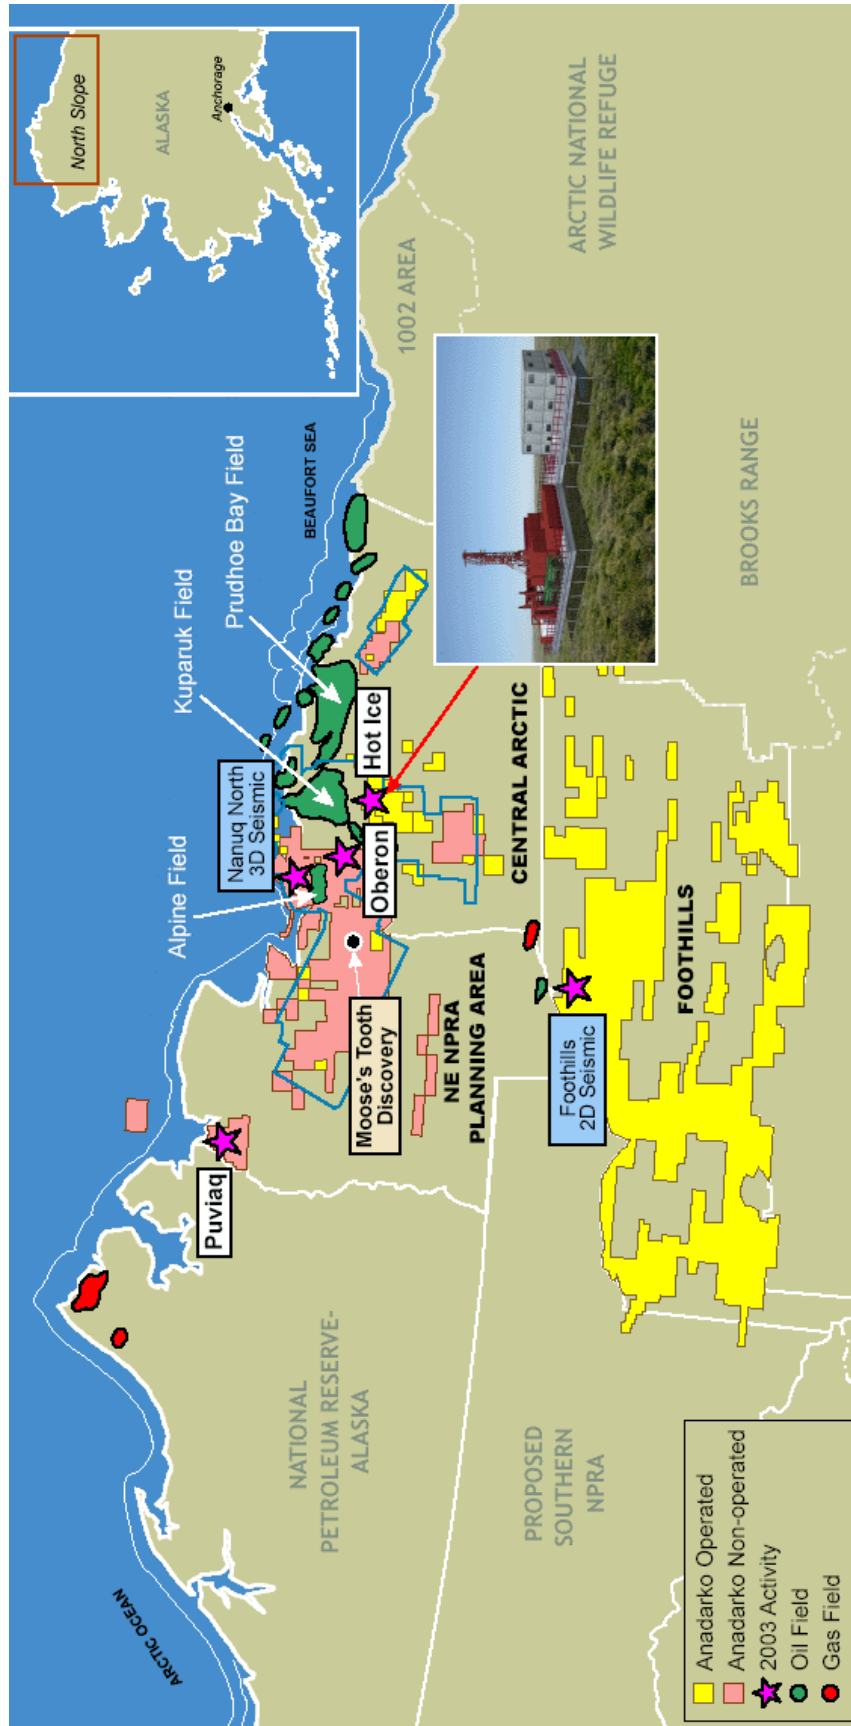 North Slope
ALASKA
Anchorage
ARCTIC OCEAN
BEAUFORT SEA
Alpine Field
Kuparuk Field
Prudhoe Bay Field
Nanuq North
3D Seismic
Puviaq
Moose's Tooth
Discovery
Oberon
Hot Ice
1002 AREA
ARCTIC NATIONAL
WILDLIFE REFUGE
NATIONAL
PETROLEUM RESERVE-
ALASKA
NE NPRA
PLANNING AREA
CENTRAL ARCTIC
PROPOSED
SOUTHERN
NPRA
Foothills
2D Seismic
FOOTHILLS
BROOKS RANGE
Anadarko Operated
Anadarko Non-operated
2003 Activity
Oil Field
Gas Field